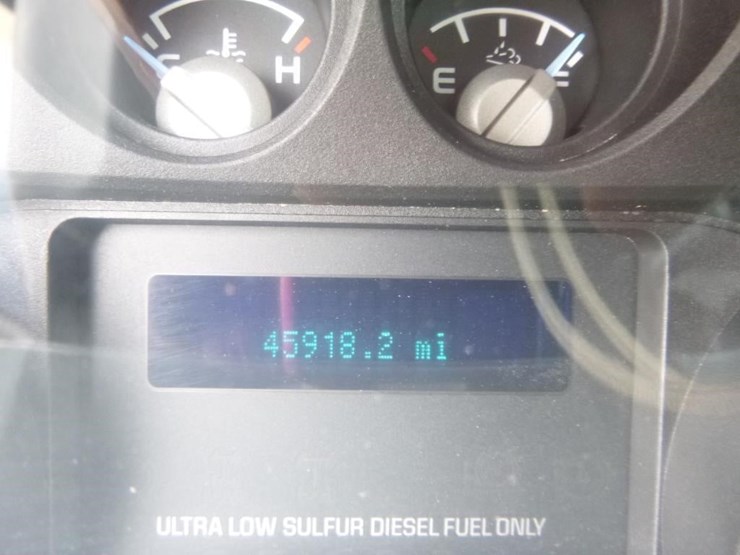 H
E
45918.2 mi
ULTRA LOW SULFUR DIESEL FUEL ONLY